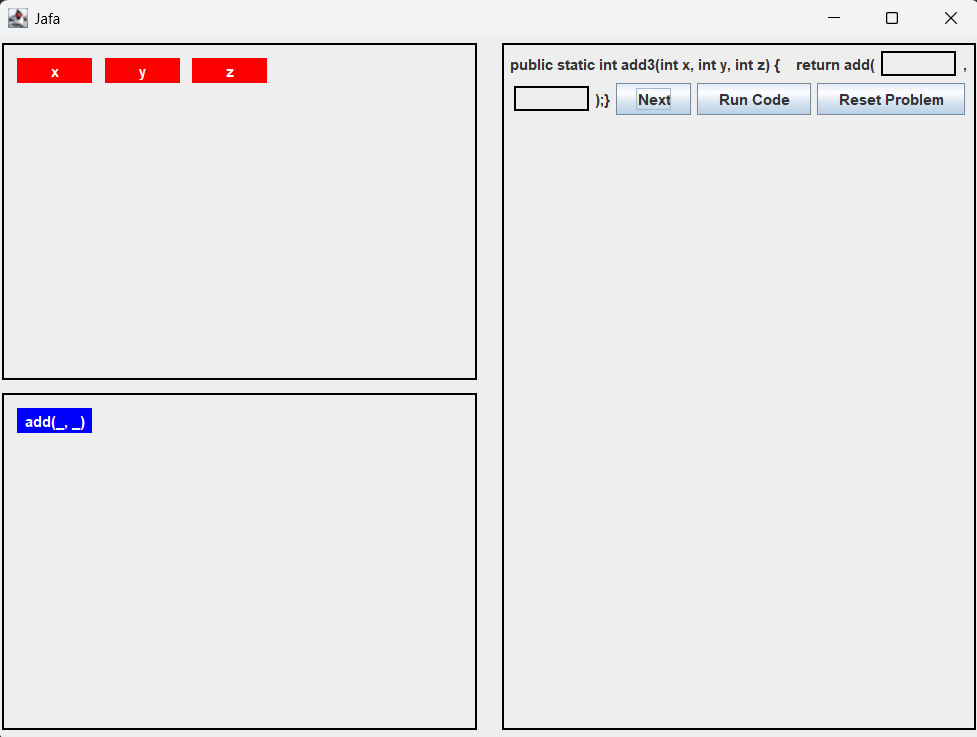 Jafa
x y z
add(_, _)
public static int add3(int x, int y, int z) { return add( ,
);} Next Run Code Reset Problem